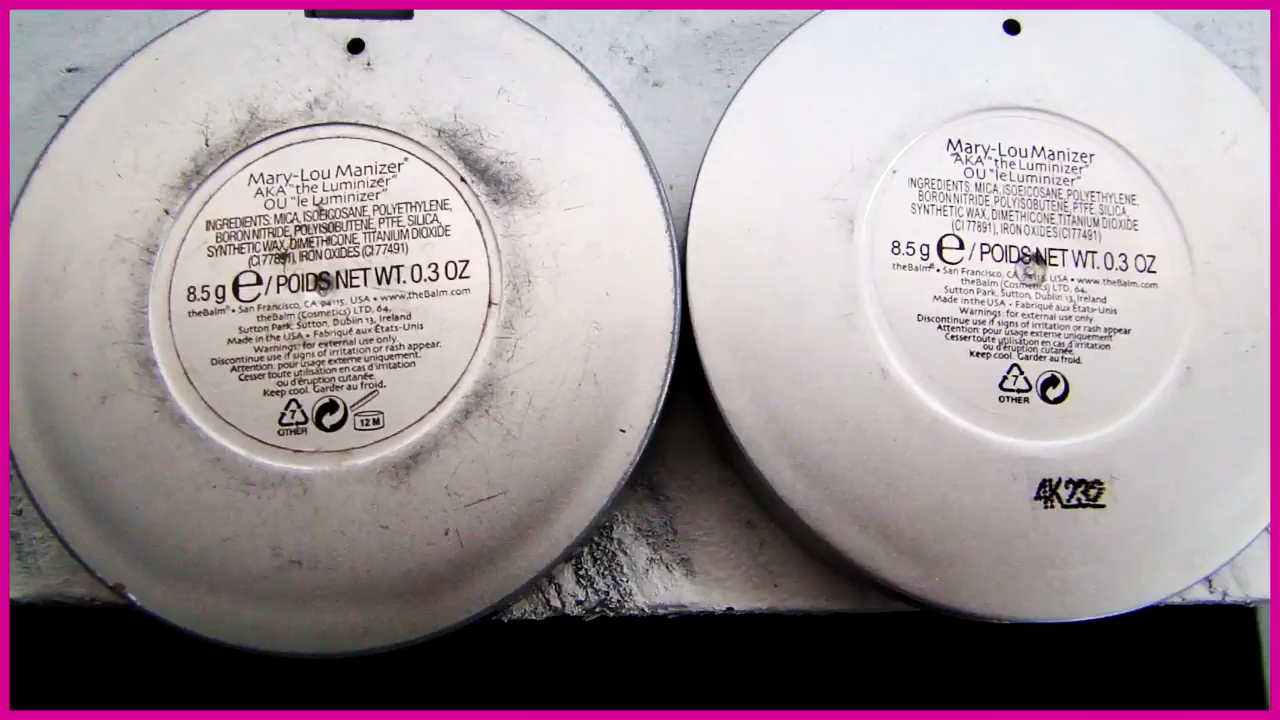 Mary-Lou Manizer®
AKA "the Luminizer"
OU "le Luminizer"
INGREDIENTS: MICA, ISOEICOSANE, POLYETHYLENE,
BORON NITRIDE, POLYISOBUTENE, PTFE, SILICA,
SYNTHETIC WAX, DIMETHICONE, TITANIUM DIOXIDE
(CI 77891), IRON OXIDES (CI 77491)
8.5 g e / POIDS NET WT. 0.3 OZ
theBalm® • San Francisco, CA 94115, USA • www.theBalm.com
theBalm (Cosmetics) LTD, 64,
Sutton Park, Sutton, Dublin 13, Ireland
Made in the USA • Fabriqué aux États-Unis
Warnings: for external use only.
Discontinue use if signs of irritation or rash appear.
Attention: pour usage externe uniquement.
Cesser toute utilisation en cas d'irritation
ou d'éruption cutanée.
Keep cool. Garder au froid.
7
OTHER
12 M
Mary-Lou Manizer
AKA "the Luminizer"
OU "le Luminizer"
INGREDIENTS: MICA, ISOEICOSANE, POLYETHYLENE,
BORON NITRIDE, POLYISOBUTENE, PTFE, SILICA,
SYNTHETIC WAX, DIMETHICONE, TITANIUM DIOXIDE
(CI 77891), IRON OXIDES (CI 77491)
8.5 g e / POIDS NET WT. 0.3 OZ
theBalm® • San Francisco, CA 94115, USA • www.theBalm.com
theBalm (Cosmetics) LTD, 64,
Sutton Park, Sutton, Dublin 13, Ireland
Made in the USA • Fabriqué aux États-Unis
Warnings: for external use only.
Discontinue use if signs of irritation or rash appear
Attention: pour usage externe uniquement
Cesser toute utilisation en cas d'irritation
ou d'éruption cutanée.
Keep cool. Garder au froid.
7
OTHER